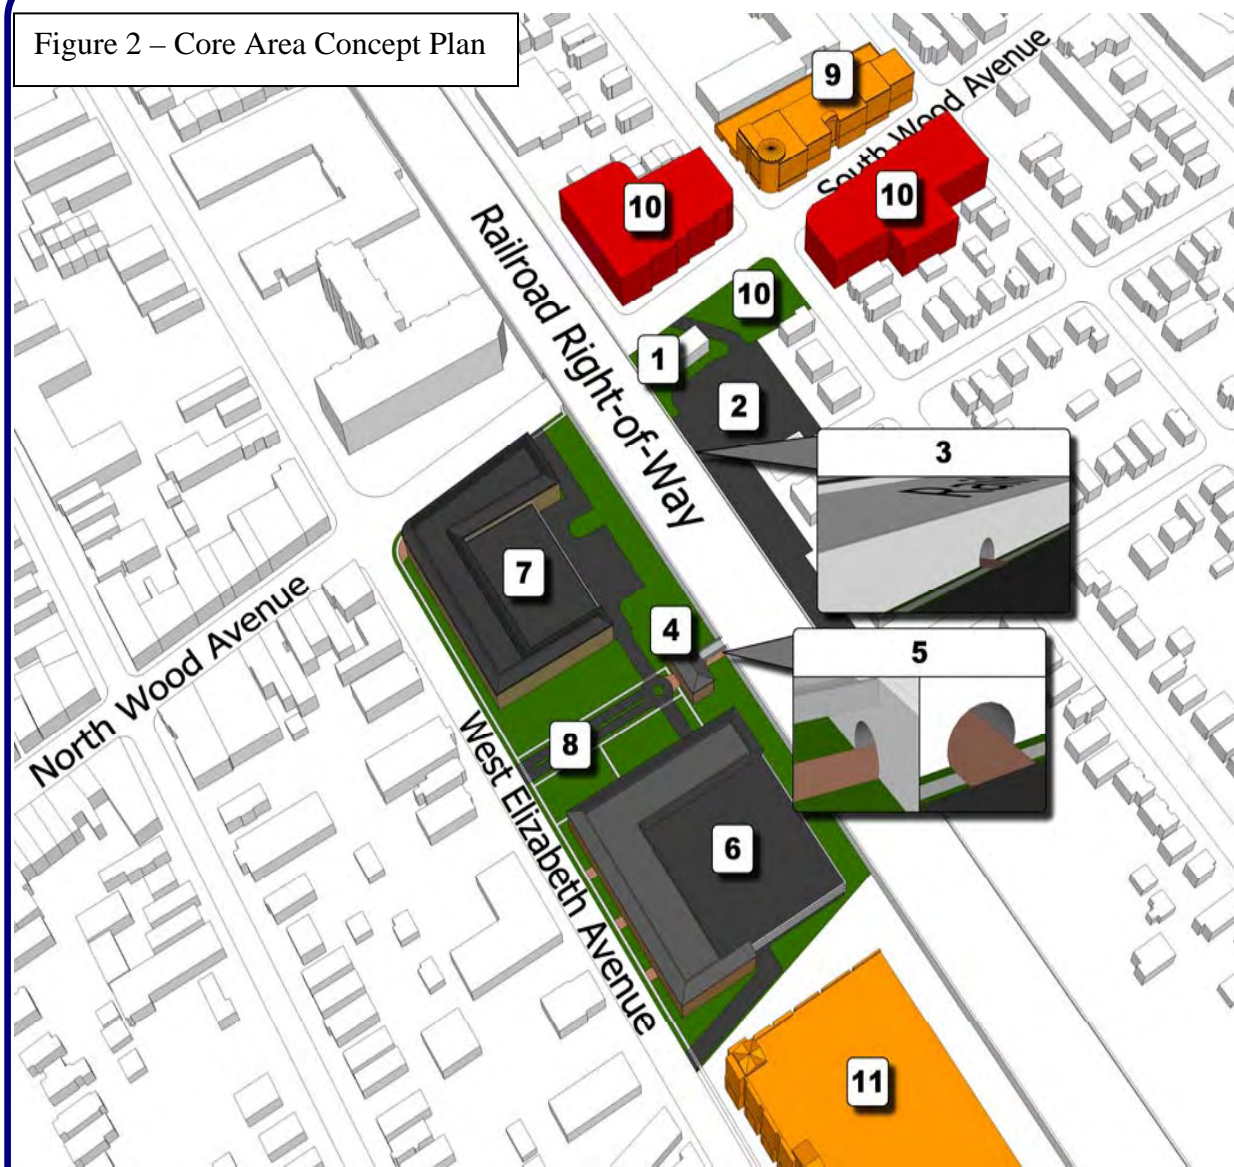 Figure 2 – Core Area Concept Plan
9
South Wood Avenue
10
10
10
Railroad Right-of-Way
1
2
3
Rai
7
4
5
North Wood Avenue
8
West Elizabeth Avenue
6
11